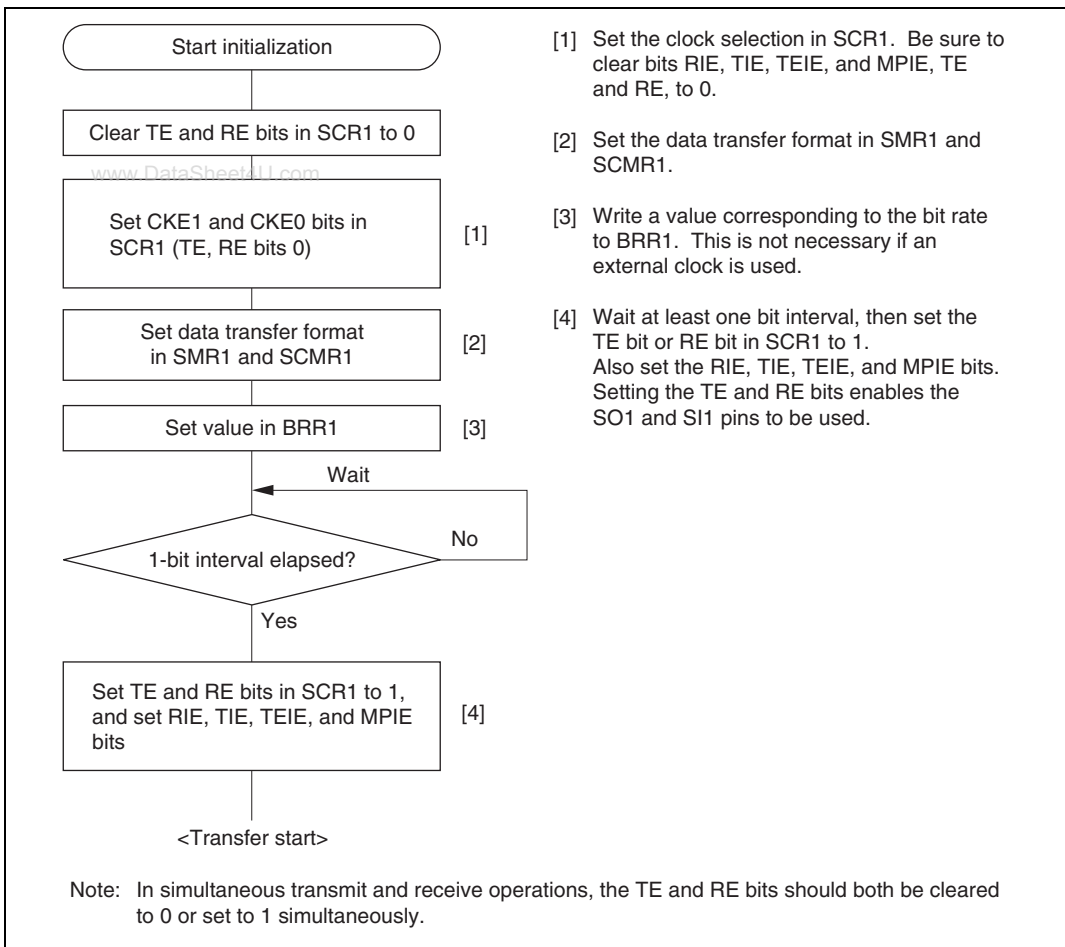 Start initialization
Clear TE and RE bits in SCR1 to 0
www.DataSheet4U.com
Set CKE1 and CKE0 bits in
SCR1 (TE, RE bits 0)
[1]
Set data transfer format
in SMR1 and SCMR1
[2]
Set value in BRR1
[3]
Wait
1-bit interval elapsed?
No
Yes
Set TE and RE bits in SCR1 to 1,
and set RIE, TIE, TEIE, and MPIE
bits
[4]
<Transfer start>
[1] Set the clock selection in SCR1. Be sure to
clear bits RIE, TIE, TEIE, and MPIE, TE
and RE, to 0.
[2] Set the data transfer format in SMR1 and
SCMR1.
[3] Write a value corresponding to the bit rate
to BRR1. This is not necessary if an
external clock is used.
[4] Wait at least one bit interval, then set the
TE bit or RE bit in SCR1 to 1.
Also set the RIE, TIE, TEIE, and MPIE bits.
Setting the TE and RE bits enables the
SO1 and SI1 pins to be used.
Note: In simultaneous transmit and receive operations, the TE and RE bits should both be cleared
to 0 or set to 1 simultaneously.